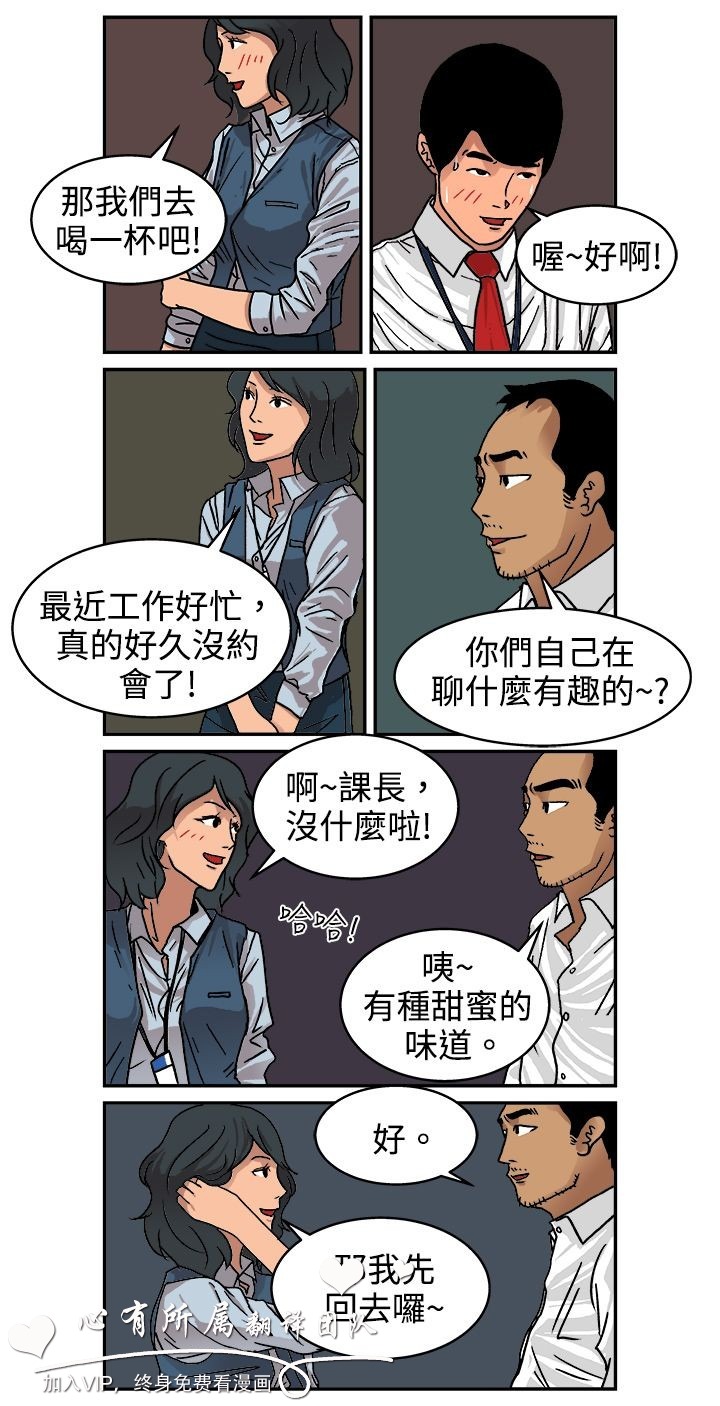 那我們去
喝一杯吧!
喔~好啊!
最近工作好忙，
真的好久沒約
會了!
你們自己在
聊什麼有趣的~?
啊~課長，
沒什麼啦!
哈哈!
咦~
有種甜蜜的
味道。
好。
那我先
回去囉~
心有所属翻译团队
加入VIP，终身免费看漫画